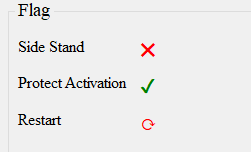 Flag
Side Stand
Protect Activation
Restart